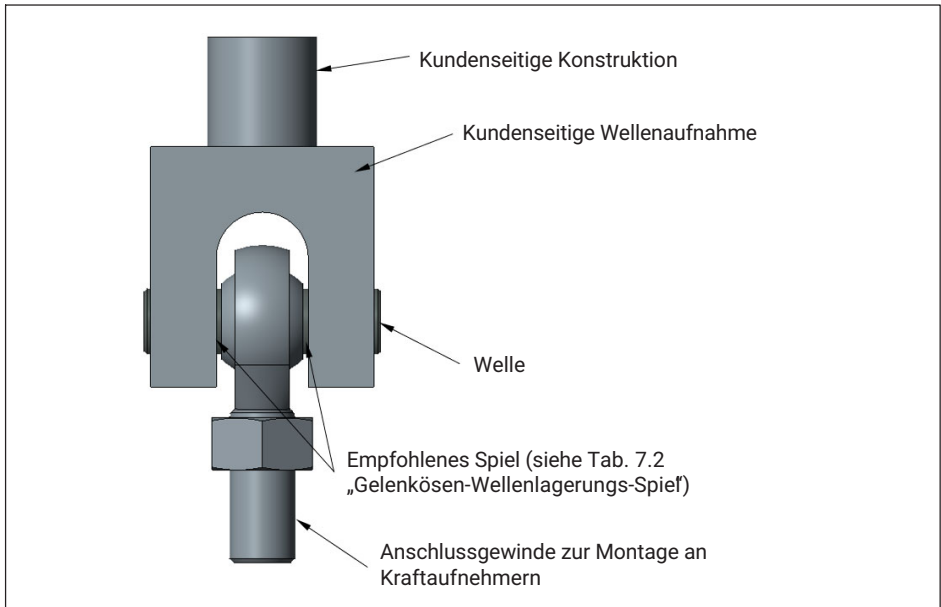 Kundenseitige Konstruktion
Kundenseitige Wellenaufnahme
Welle
Empfohlenes Spiel (siehe Tab. 7.2
„Gelenkösen-Wellenlagerungs-Spiel“)
Anschlussgewinde zur Montage an
Kraftaufnehmern